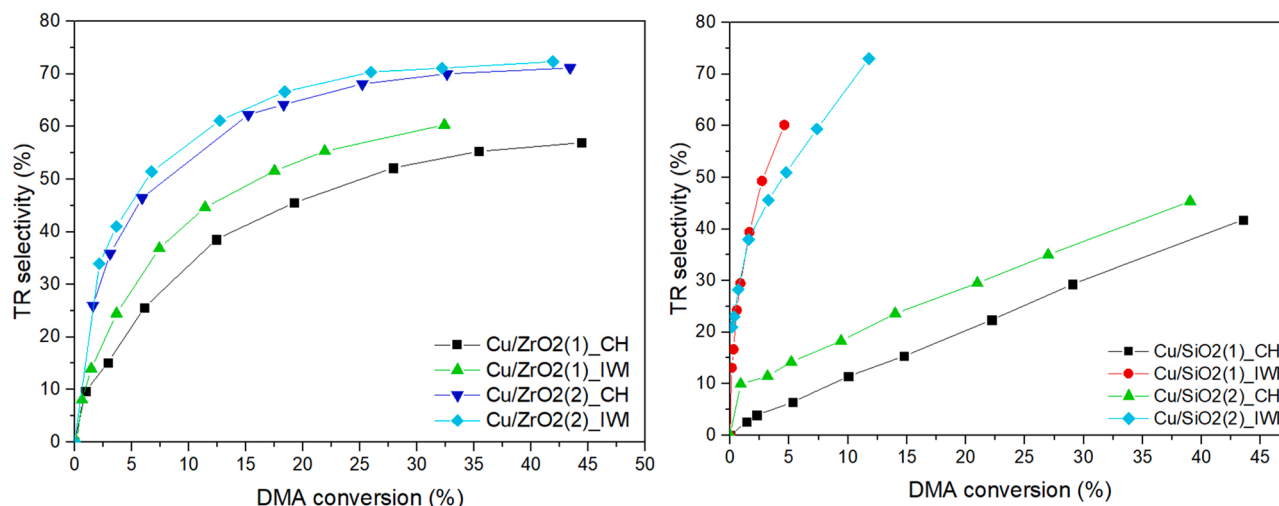 80
70
60
50
40
30
20
10
0
TR selectivity (%)
Cu/ZrO2(1)_CH
Cu/ZrO2(1)_IWI
Cu/ZrO2(2)_CH
Cu/ZrO2(2)_IWI
0 5 10 15 20 25 30 35 40 45 50
DMA conversion (%)
80
70
60
50
40
30
20
10
0
TR selectivity (%)
Cu/SiO2(1)_CH
Cu/SiO2(1)_IWI
Cu/SiO2(2)_CH
Cu/SiO2(2)_IWI
0 5 10 15 20 25 30 35 40 45
DMA conversion (%)